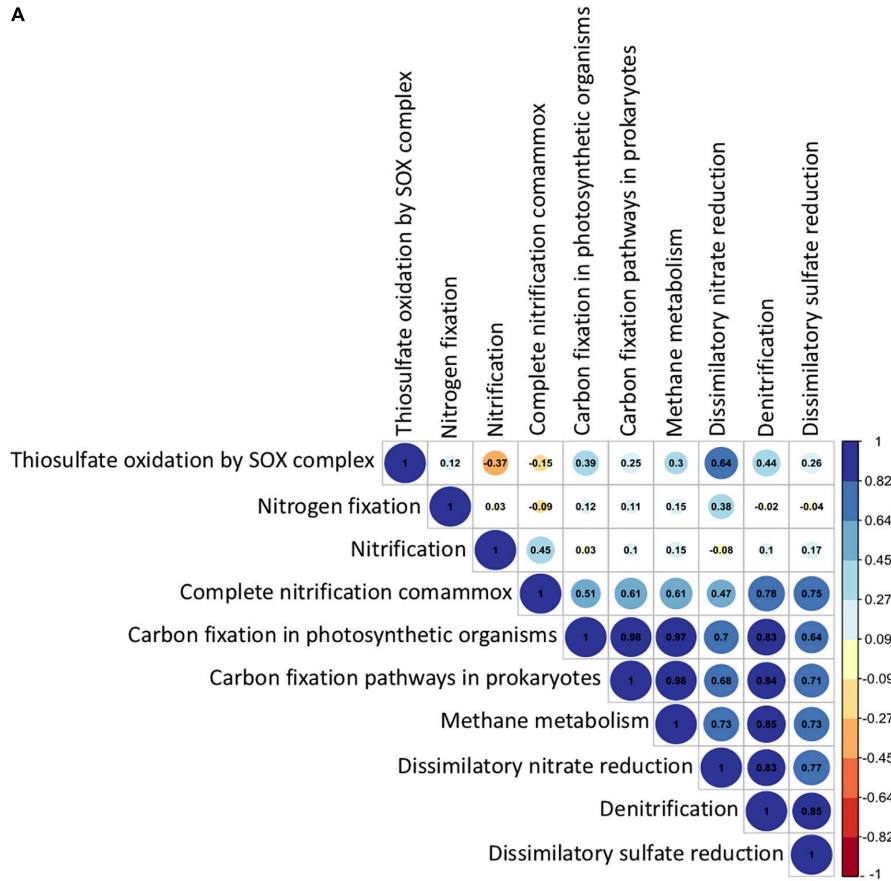 A
Thiosulfate oxidation by SOX complex
Nitrogen fixation
Nitrification
Complete nitrification comammox
Carbon fixation in photosynthetic organisms
Carbon fixation pathways in prokaryotes
Methane metabolism
Dissimilatory nitrate reduction
Denitrification
Dissimilatory sulfate reduction
Thiosulfate oxidation by SOX complex 1 0.12 -0.37 -0.15 0.39 0.25 0.3 0.64 0.44 0.26
Nitrogen fixation 1 0.03 -0.09 0.12 0.11 0.15 0.38 -0.02 -0.04
Nitrification 1 0.45 0.03 0.1 0.15 -0.08 0.1 0.17
Complete nitrification comammox 1 0.51 0.61 0.61 0.47 0.78 0.75
Carbon fixation in photosynthetic organisms 1 0.98 0.97 0.7 0.83 0.64
Carbon fixation pathways in prokaryotes 1 0.98 0.68 0.84 0.71
Methane metabolism 1 0.73 0.85 0.73
Dissimilatory nitrate reduction 1 0.83 0.77
Denitrification 1 0.85
Dissimilatory sulfate reduction 1
1
0.82
0.64
0.45
0.27
0.09
-0.09
-0.27
-0.45
-0.64
-0.82
-1